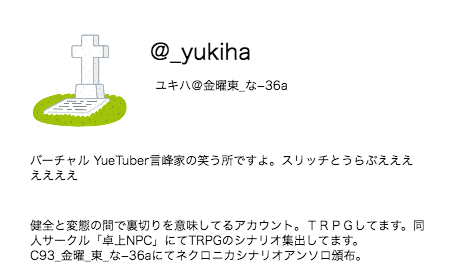 @_yukiha
ユキハ@金曜東_な-36a
バーチャル YueTuber言峰家の笑う所ですよ。スリッチとうらぶえええ
ええええ
健全と変態の間で裏切りを意味してるアカウント。ＴＲＰＧしてます。同
人サークル「卓上NPC」にてTRPGのシナリオ集出してます。
C93_金曜_東_な-36aにてネクロニカシナリオアンソロ頒布。